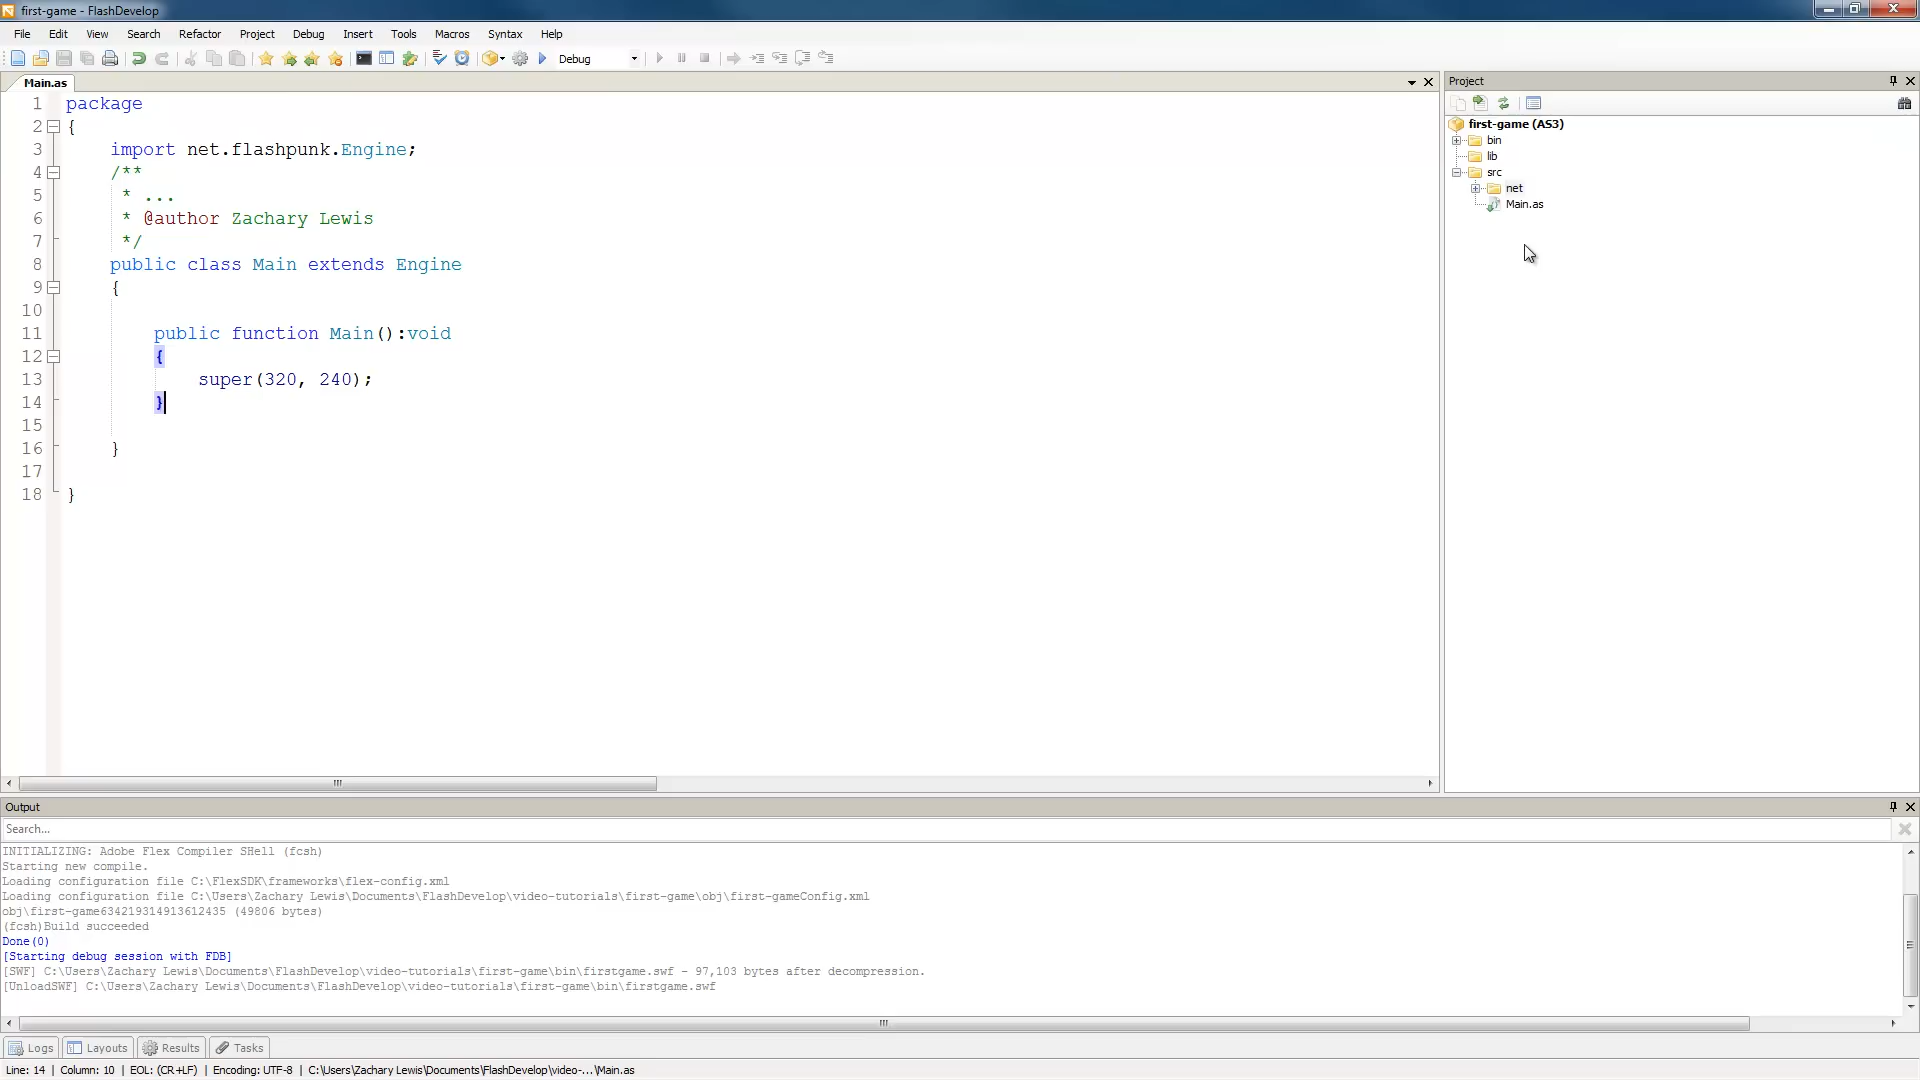 first-game - FlashDevelop
File Edit View Search Refactor Project Debug Insert Tools Macros Syntax Help
Debug
Main.as
Project
1 package
2 {
3 import net.flashpunk.Engine;
4 /**
5 * ...
6 * @author Zachary Lewis
7 */
8 public class Main extends Engine
9 {
10
11 public function Main():void
12 {
13 super(320, 240);
14 }
15
16 }
17
18 }
first-game (AS3)
bin
lib
src
net
Main.as
Output
Search...
INITIALIZING: Adobe Flex Compiler SHell (fcsh)
Starting new compile.
Loading configuration file C:\FlexSDK\frameworks\flex-config.xml
Loading configuration file C:\Users\Zachary Lewis\Documents\FlashDevelop\video-tutorials\first-game\obj\first-gameConfig.xml
obj\first-game634219314913612435 (49806 bytes)
(fcsh)Build succeeded
Done(0)
[Starting debug session with FDB]
[SWF] C:\Users\Zachary Lewis\Documents\FlashDevelop\video-tutorials\first-game\bin\firstgame.swf - 97,103 bytes after decompression.
[UnloadSWF] C:\Users\Zachary Lewis\Documents\FlashDevelop\video-tutorials\first-game\bin\firstgame.swf
Logs Layouts Results Tasks
Line: 14 | Column: 10 | EOL: (CR+LF) | Encoding: UTF-8 | C:\Users\Zachary Lewis\Documents\FlashDevelop\video-...\Main.as